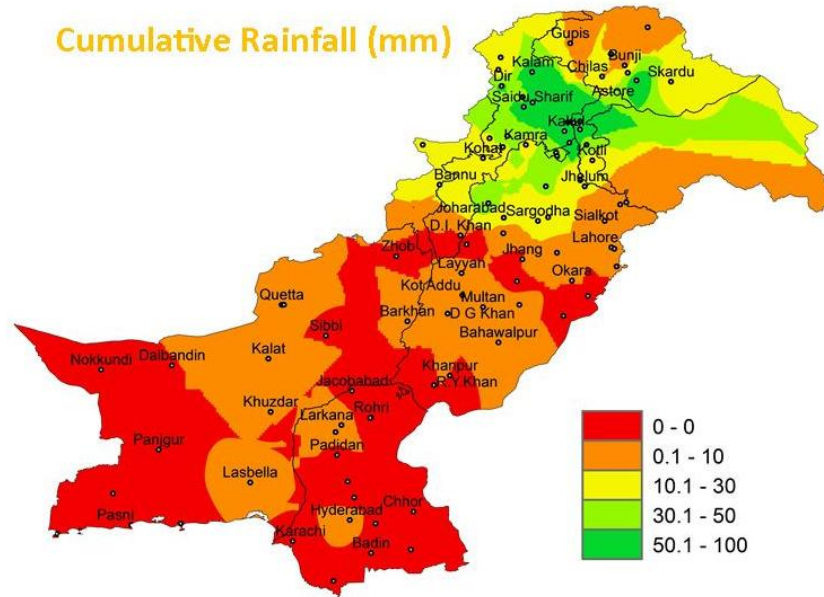 Cumulative Rainfall (mm)
Gupis
Bunji
Kalam
Chilas
Dir
Skardu
Astore
Saidu Sharif
Kakul
Kamra
Kotli
Kohat
Bannu
Jhelum
Joharabad
Sargodha
Sialkot
D.I. Khan
Zhob
Jhang
Lahore
Layyah
Okara
Kot Addu
Quetta
Multan
Barkhan
D G Khan
Sibbi
Bahawalpur
Nokkundi
Dalbandin
Kalat
Khanpur
Jacobabad
R.Y.Khan
Khuzdar
Larkana
Rohri
Panjgur
Padidan
Lasbella
Pasni
Hyderabad
Chhor
Karachi
Badin
0 - 0
0.1 - 10
10.1 - 30
30.1 - 50
50.1 - 100